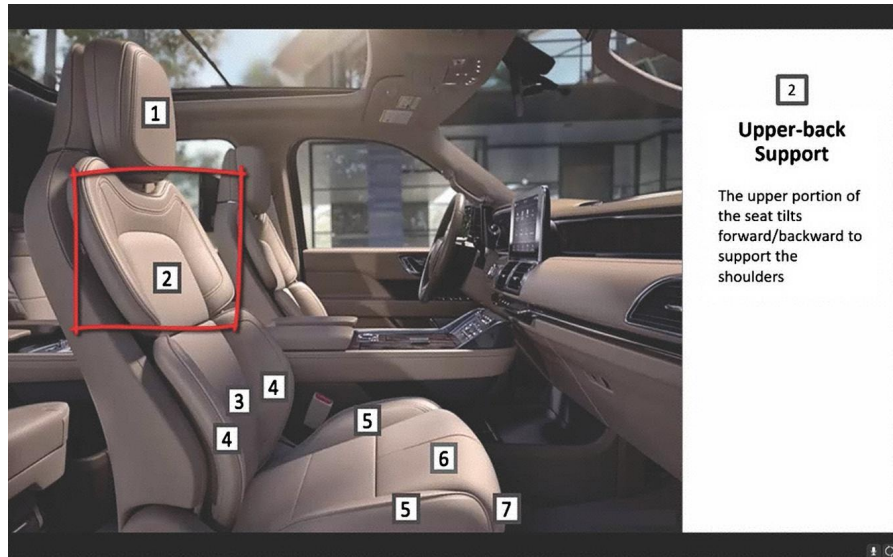 1
2
3
4
4
5
6
5
7
2
Upper-back
Support
The upper portion of
the seat tilts
forward/backward to
support the
shoulders